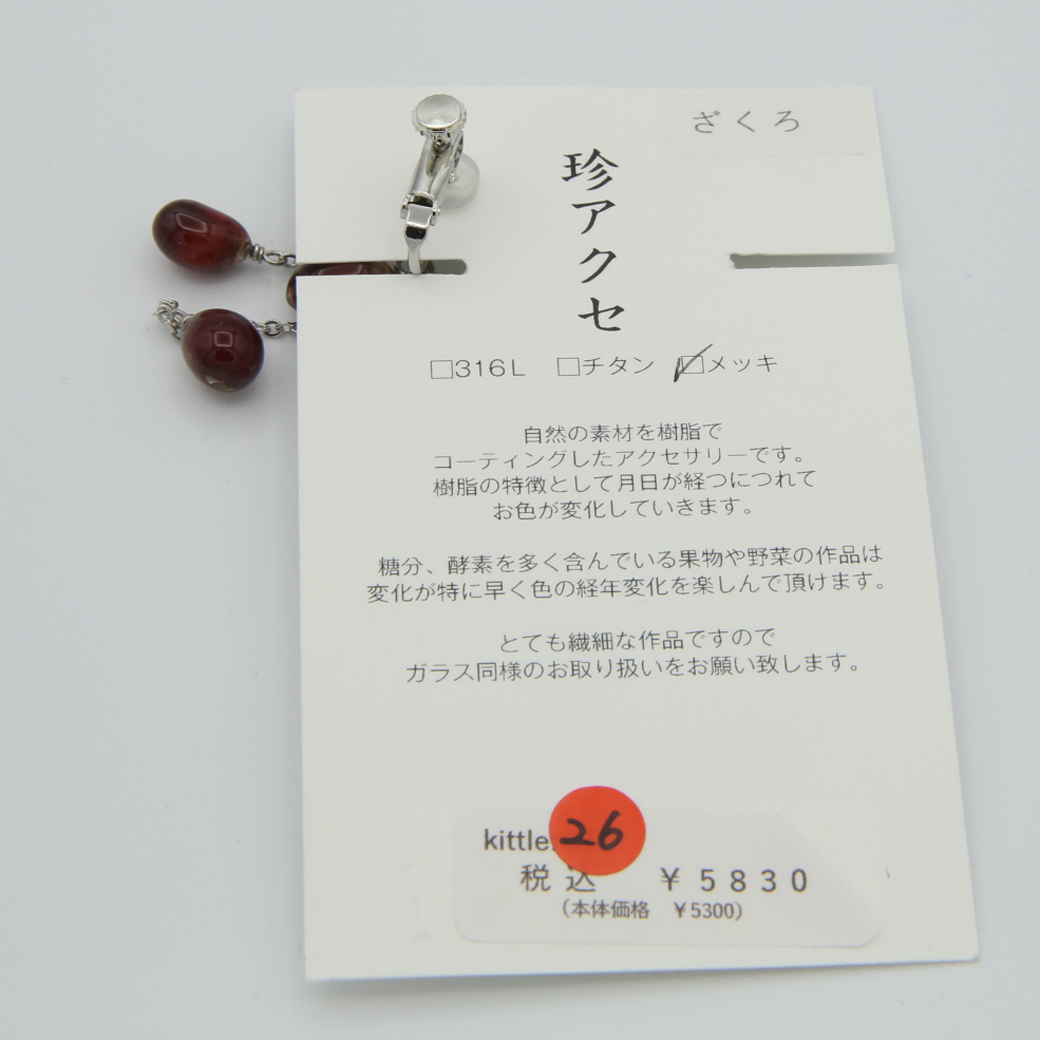 ざくろ
珍アクセ
□316L □チタン ☑メッキ
自然の素材を樹脂で
コーティングしたアクセサリーです。
樹脂の特徴として月日が経つにつれて
お色が変化していきます。
糖分、酵素を多く含んでいる果物や野菜の作品は
変化が特に早く色の経年変化を楽しんで頂けます。
とても繊細な作品ですので
ガラス同様のお取り扱いをお願い致します。
26
kittle.
税込 ¥5830
(本体価格 ¥5300)